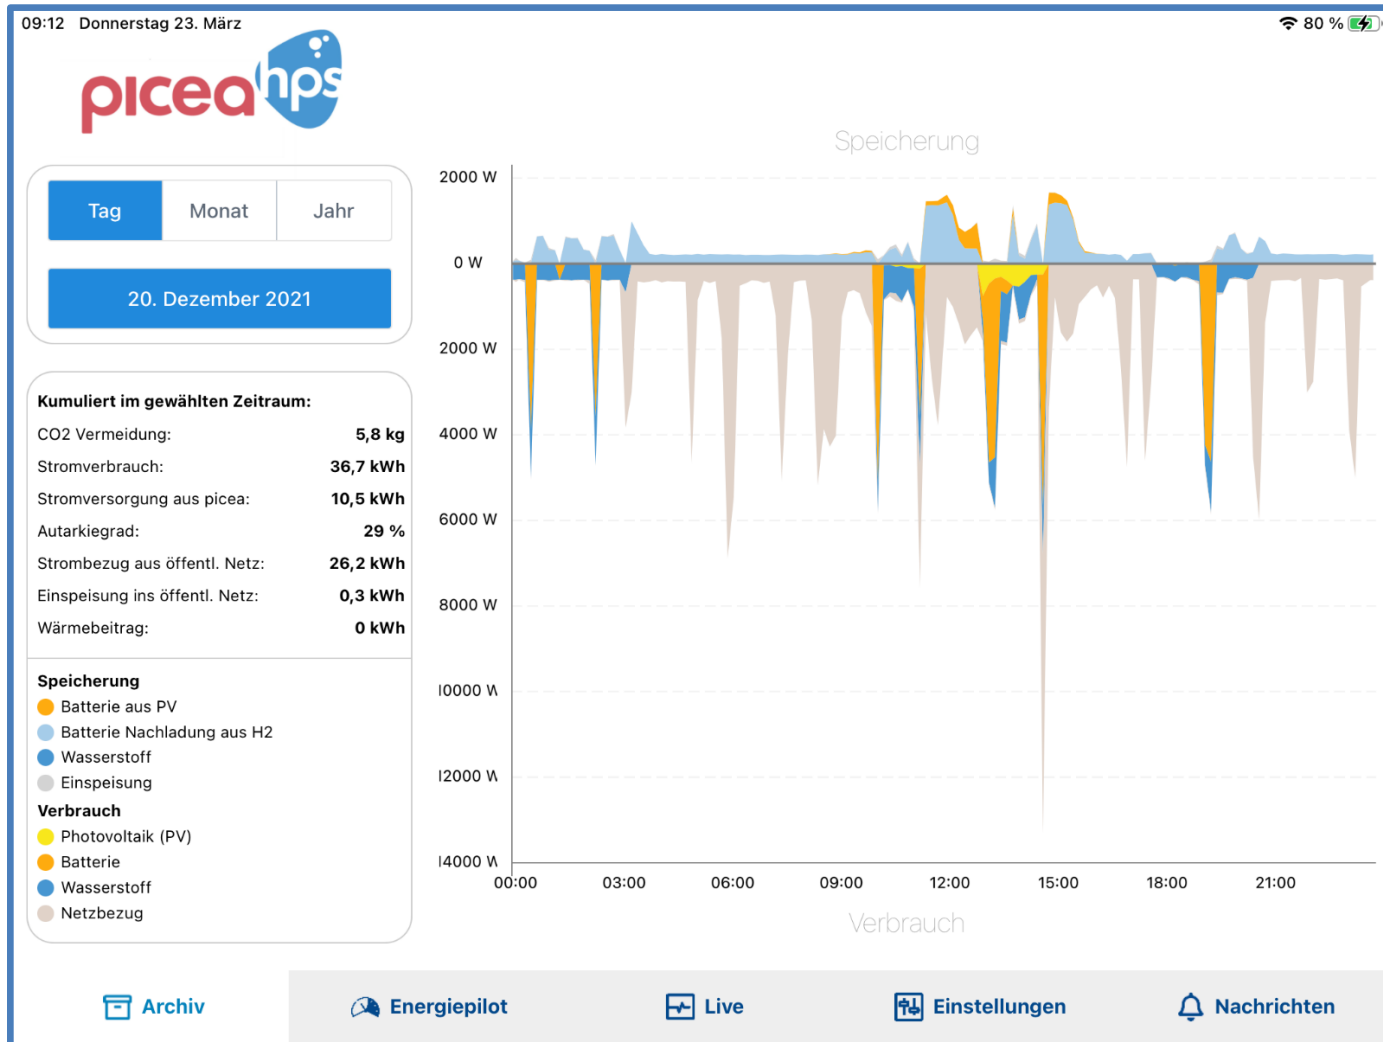 09:12 Donnerstag 23. März
80 %
picea hps
Speicherung
Tag Monat Jahr
20. Dezember 2021
2000 W
0 W
2000 W
4000 W
6000 W
8000 W
10000 W
12000 W
14000 W
00:00 03:00 06:00 09:00 12:00 15:00 18:00 21:00
Verbrauch
Kumuliert im gewählten Zeitraum:
CO2 Vermeidung: 5,8 kg
Stromverbrauch: 36,7 kWh
Stromversorgung aus picea: 10,5 kWh
Autarkiegrad: 29 %
Strombezug aus öffentl. Netz: 26,2 kWh
Einspeisung ins öffentl. Netz: 0,3 kWh
Wärmebeitrag: 0 kWh
Speicherung
Batterie aus PV
Batterie Nachladung aus H2
Wasserstoff
Einspeisung
Verbrauch
Photovoltaik (PV)
Batterie
Wasserstoff
Netzbezug
Archiv Energiepilot Live Einstellungen Nachrichten